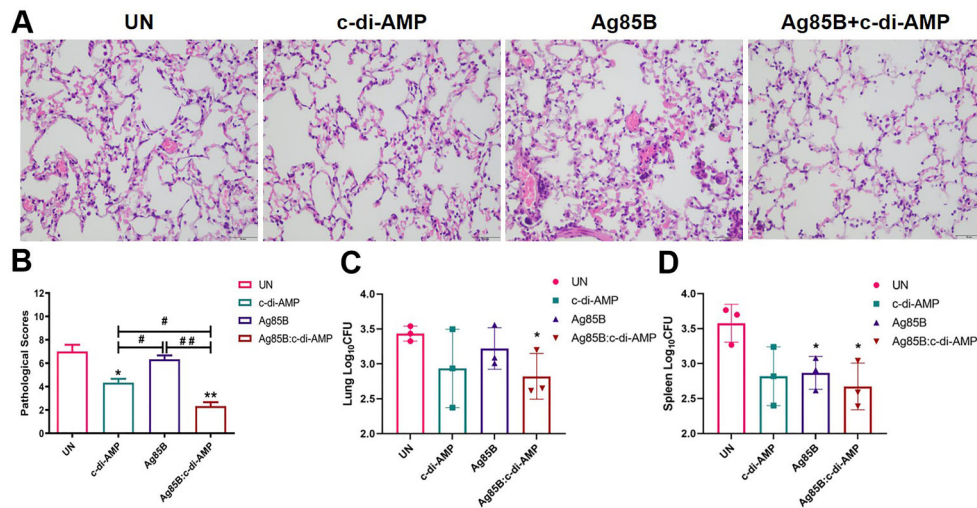 A
UN
c-di-AMP
Ag85B
Ag85B+c-di-AMP
B
Pathological Scores
12
10
8
6
4
2
0
UN
c-di-AMP
Ag85B
Ag85B:c-di-AMP
*
**
#
# #
#
UN
c-di-AMP
Ag85B
Ag85B:c-di-AMP
C
Lung Log10CFU
4.0
3.5
3.0
2.5
2.0
UN
c-di-AMP
Ag85B
Ag85B:c-di-AMP
*
UN
c-di-AMP
Ag85B
Ag85B:c-di-AMP
D
Spleen Log10CFU
4.0
3.5
3.0
2.5
2.0
UN
c-di-AMP
Ag85B
Ag85B:c-di-AMP
*
*
UN
c-di-AMP
Ag85B
Ag85B:c-di-AMP